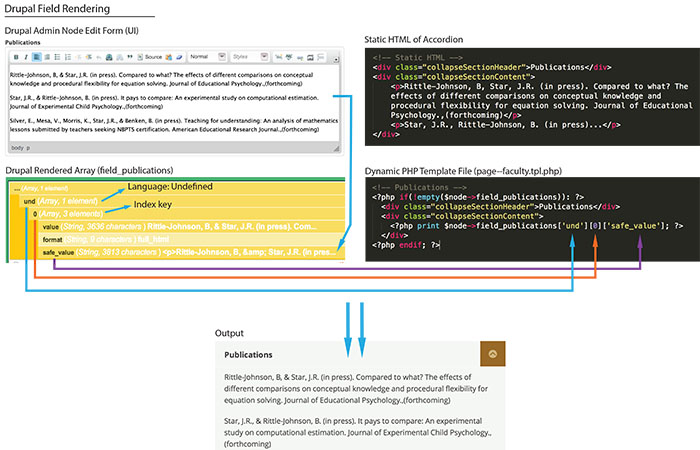 Drupal Field Rendering
Drupal Admin Node Edit Form (UI)
Publications
Source
Normal
Styles
Rittle-Johnson, B, & Star, J.R. (in press). Compared to what? The effects of different comparisons on conceptual
knowledge and procedural flexibility for equation solving. Journal of Educational Psychology.,(forthcoming)
Star, J.R., & Rittle-Johnson, B. (in press). It pays to compare: An experimental study on computational estimation.
Journal of Experimental Child Psychology.,(forthcoming)
Silver, E., Mesa, V., Morris, K., Star, J.R., & Benken, B. (in press). Teaching for understanding: An analysis of mathematics
lessons submitted by teachers seeking NBPTS certification. American Educational Research Journal.,(forthcoming)
body p
Static HTML of Accordion
<!-- Static HTML -->
<div class="collapseSectionHeader">Publications</div>
<div class="collapseSectionContent">
<p>Rittle-Johnson, B, Star, J.R. (in press). Compared to what? The
effects of different comparisons on conceptual knowledge and
procedural flexibility for equation solving. Journal of Educational
Psychology.,(forthcoming)</p>
<p>Star, J.R., Rittle-Johnson, B. (in press)...</p>
</div>
Drupal Rendered Array (field_publications)
... (Array, 1 element)
und (Array, 1 element)
Language: Undefined
0 (Array, 3 elements)
Index key
value (String, 3636 characters ) Rittle-Johnson, B, & Star, J.R. (in press). Com...
format (String, 9 characters ) full_html
safe_value (String, 3813 characters ) <p>Rittle-Johnson, B, &amp; Star, J.R. (in pres...
Dynamic PHP Template File (page--faculty.tpl.php)
<!-- Publications -->
<?php if(!empty($node->field_publications)): ?>
<div class="collapseSectionHeader">Publications</div>
<div class="collapseSectionContent">
<?php print $node->field_publications['und'][0]['safe_value']; ?>
</div>
<?php endif; ?>
Output
Publications
Rittle-Johnson, B, & Star, J.R. (in press). Compared to what? The effects of
different comparisons on conceptual knowledge and procedural flexibility for
equation solving. Journal of Educational Psychology.,(forthcoming)
Star, J.R., & Rittle-Johnson, B. (in press). It pays to compare: An experimental
study on computational estimation. Journal of Experimental Child Psychology.,
(forthcoming)